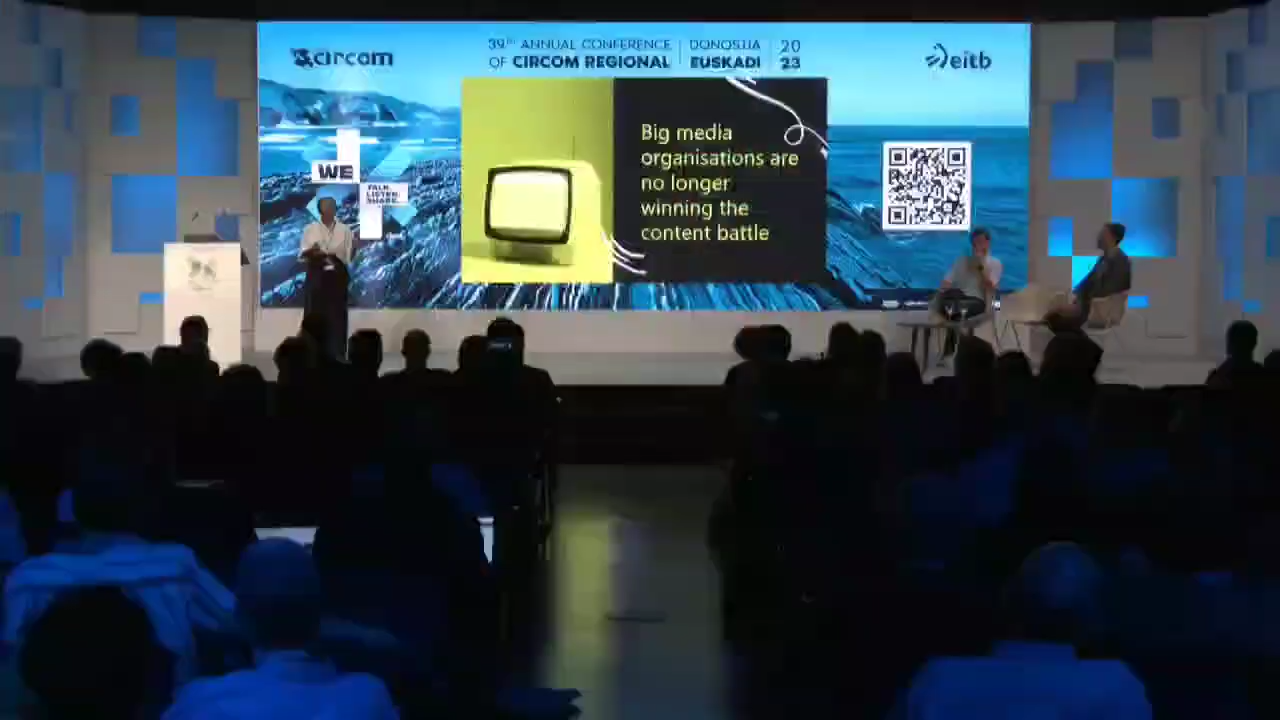 circom
39TH ANNUAL CONFERENCE
OF CIRCOM REGIONAL
DONOSTIA
EUSKADI
20
23
eitb
Big media
organisations are
no longer
winning the
content battle
WE
TALK.
LISTEN.
SHARE.